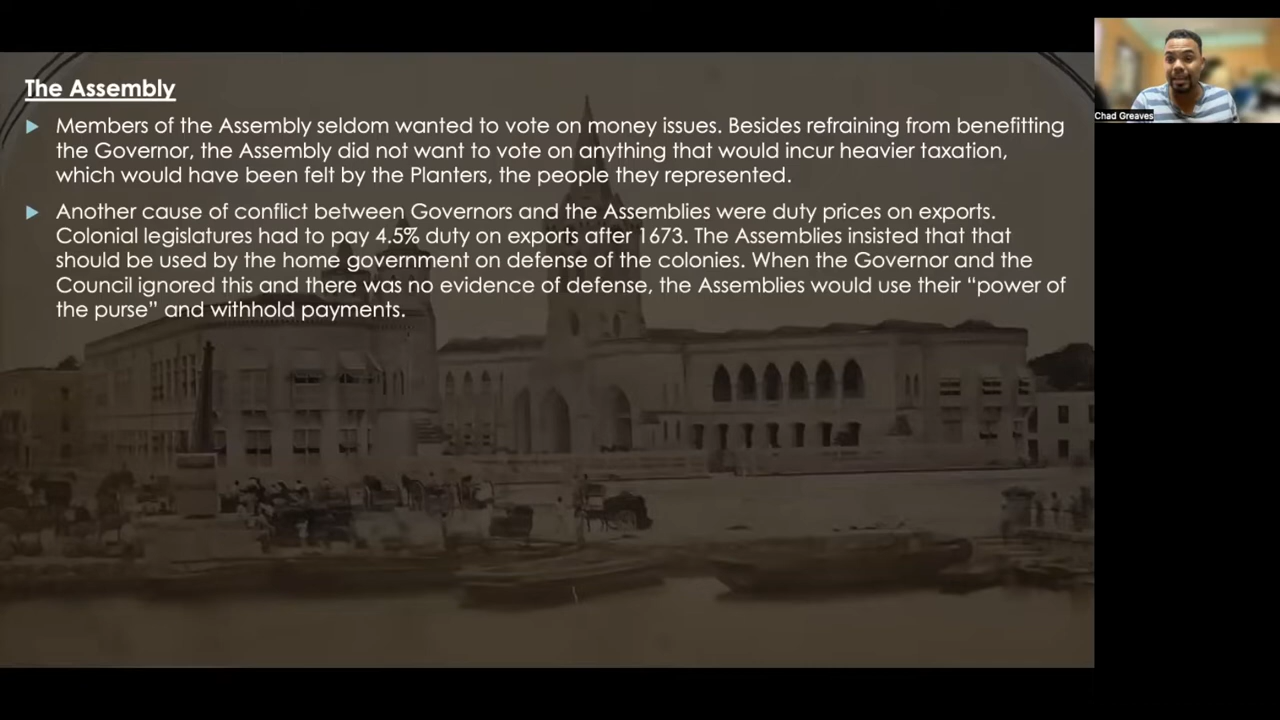 The Assembly
Members of the Assembly seldom wanted to vote on money issues. Besides refraining from benefitting
the Governor, the Assembly did not want to vote on anything that would incur heavier taxation,
which would have been felt by the Planters, the people they represented.
Another cause of conflict between Governors and the Assemblies were duty prices on exports.
Colonial legislatures had to pay 4.5% duty on exports after 1673. The Assemblies insisted that that
should be used by the home government on defense of the colonies. When the Governor and the
Council ignored this and there was no evidence of defense, the Assemblies would use their “power of
the purse” and withhold payments.
Chad Greaves